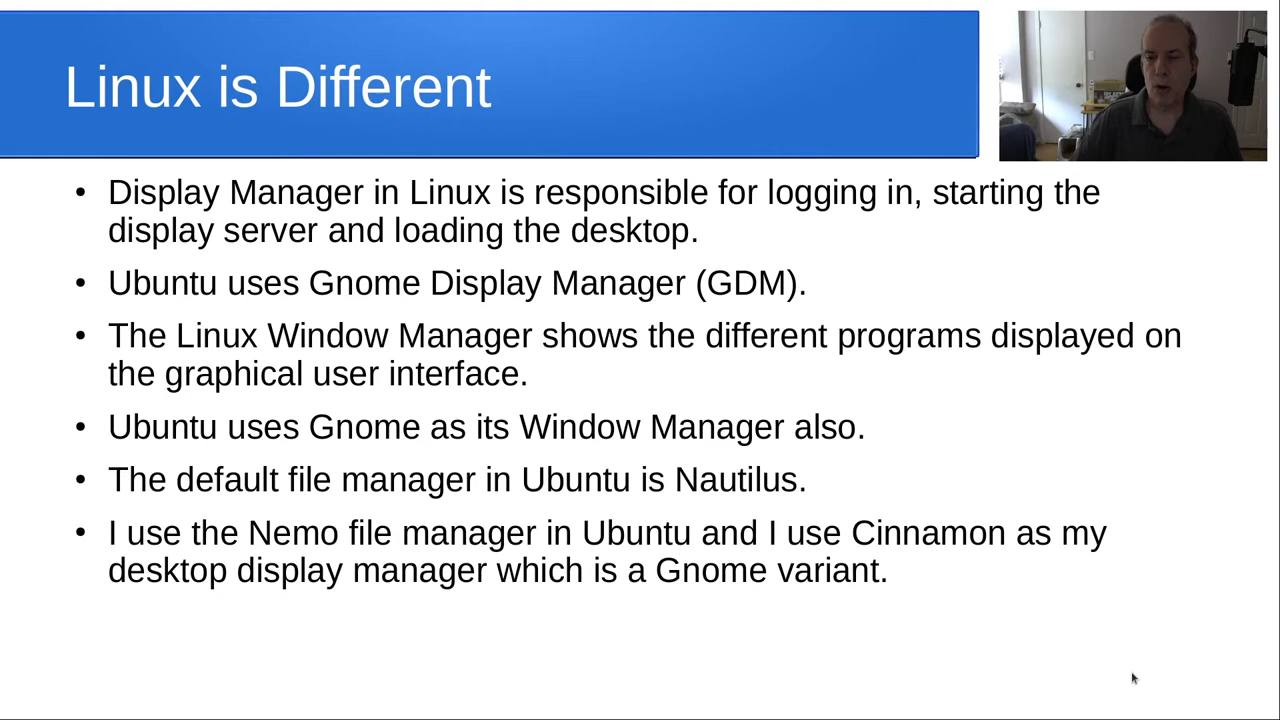 Linux is Different
• Display Manager in Linux is responsible for logging in, starting the
display server and loading the desktop.
• Ubuntu uses Gnome Display Manager (GDM).
• The Linux Window Manager shows the different programs displayed on
the graphical user interface.
• Ubuntu uses Gnome as its Window Manager also.
• The default file manager in Ubuntu is Nautilus.
• I use the Nemo file manager in Ubuntu and I use Cinnamon as my
desktop display manager which is a Gnome variant.